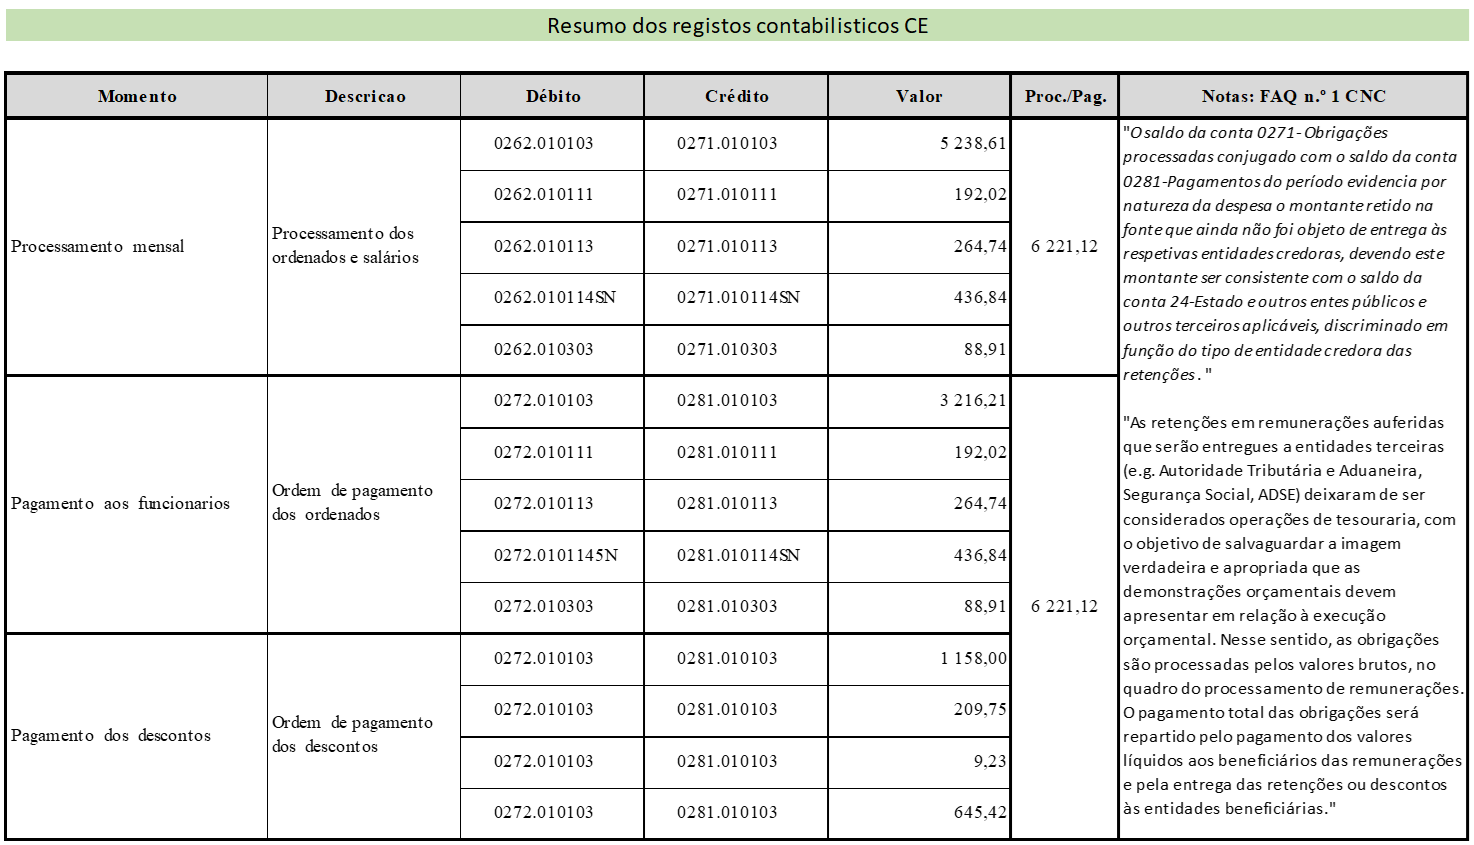 Resumo dos registos contabilisticos CE
Momento Descricao Débito Crédito Valor Proc./Pag. Notas: FAQ n.º 1 CNC
Processamento mensal
Processamento dos
ordenados e salários
0262.010103 0271.010103 5 238,61
0262.010111 0271.010111 192,02
0262.010113 0271.010113 264,74
0262.010114SN 0271.010114SN 436,84
0262.010303 0271.010303 88,91
6 221,12
Pagamento aos funcionarios
Ordem de pagamento
dos ordenados
0272.010103 0281.010103 3 216,21
0272.010111 0281.010111 192,02
0272.010113 0281.010113 264,74
0272.0101145N 0281.010114SN 436,84
0272.010303 0281.010303 88,91
Pagamento dos descontos
Ordem de pagamento
dos descontos
0272.010103 0281.010103 1 158,00
0272.010103 0281.010103 209,75
0272.010103 0281.010103 9,23
0272.010103 0281.010103 645,42
6 221,12
"O saldo da conta 0271- Obrigações
processadas conjugado com o saldo da conta
0281-Pagamentos do período evidencia por
natureza da despesa o montante retido na
fonte que ainda não foi objeto de entrega às
respetivas entidades credoras, devendo este
montante ser consistente com o saldo da
conta 24-Estado e outros entes públicos e
outros terceiros aplicáveis, discriminado em
função do tipo de entidade credora das
retenções. "
"As retenções em remunerações auferidas
que serão entregues a entidades terceiras
(e.g. Autoridade Tributária e Aduaneira,
Segurança Social, ADSE) deixaram de ser
considerados operações de tesouraria, com
o objetivo de salvaguardar a imagem
verdadeira e apropriada que as
demonstrações orçamentais devem
apresentar em relação à execução
orçamental. Nesse sentido, as obrigações
são processadas pelos valores brutos, no
quadro do processamento de remunerações.
O pagamento total das obrigações será
repartido pelo pagamento dos valores
líquidos aos beneficiários das remunerações
e pela entrega das retenções ou descontos
às entidades beneficiárias."